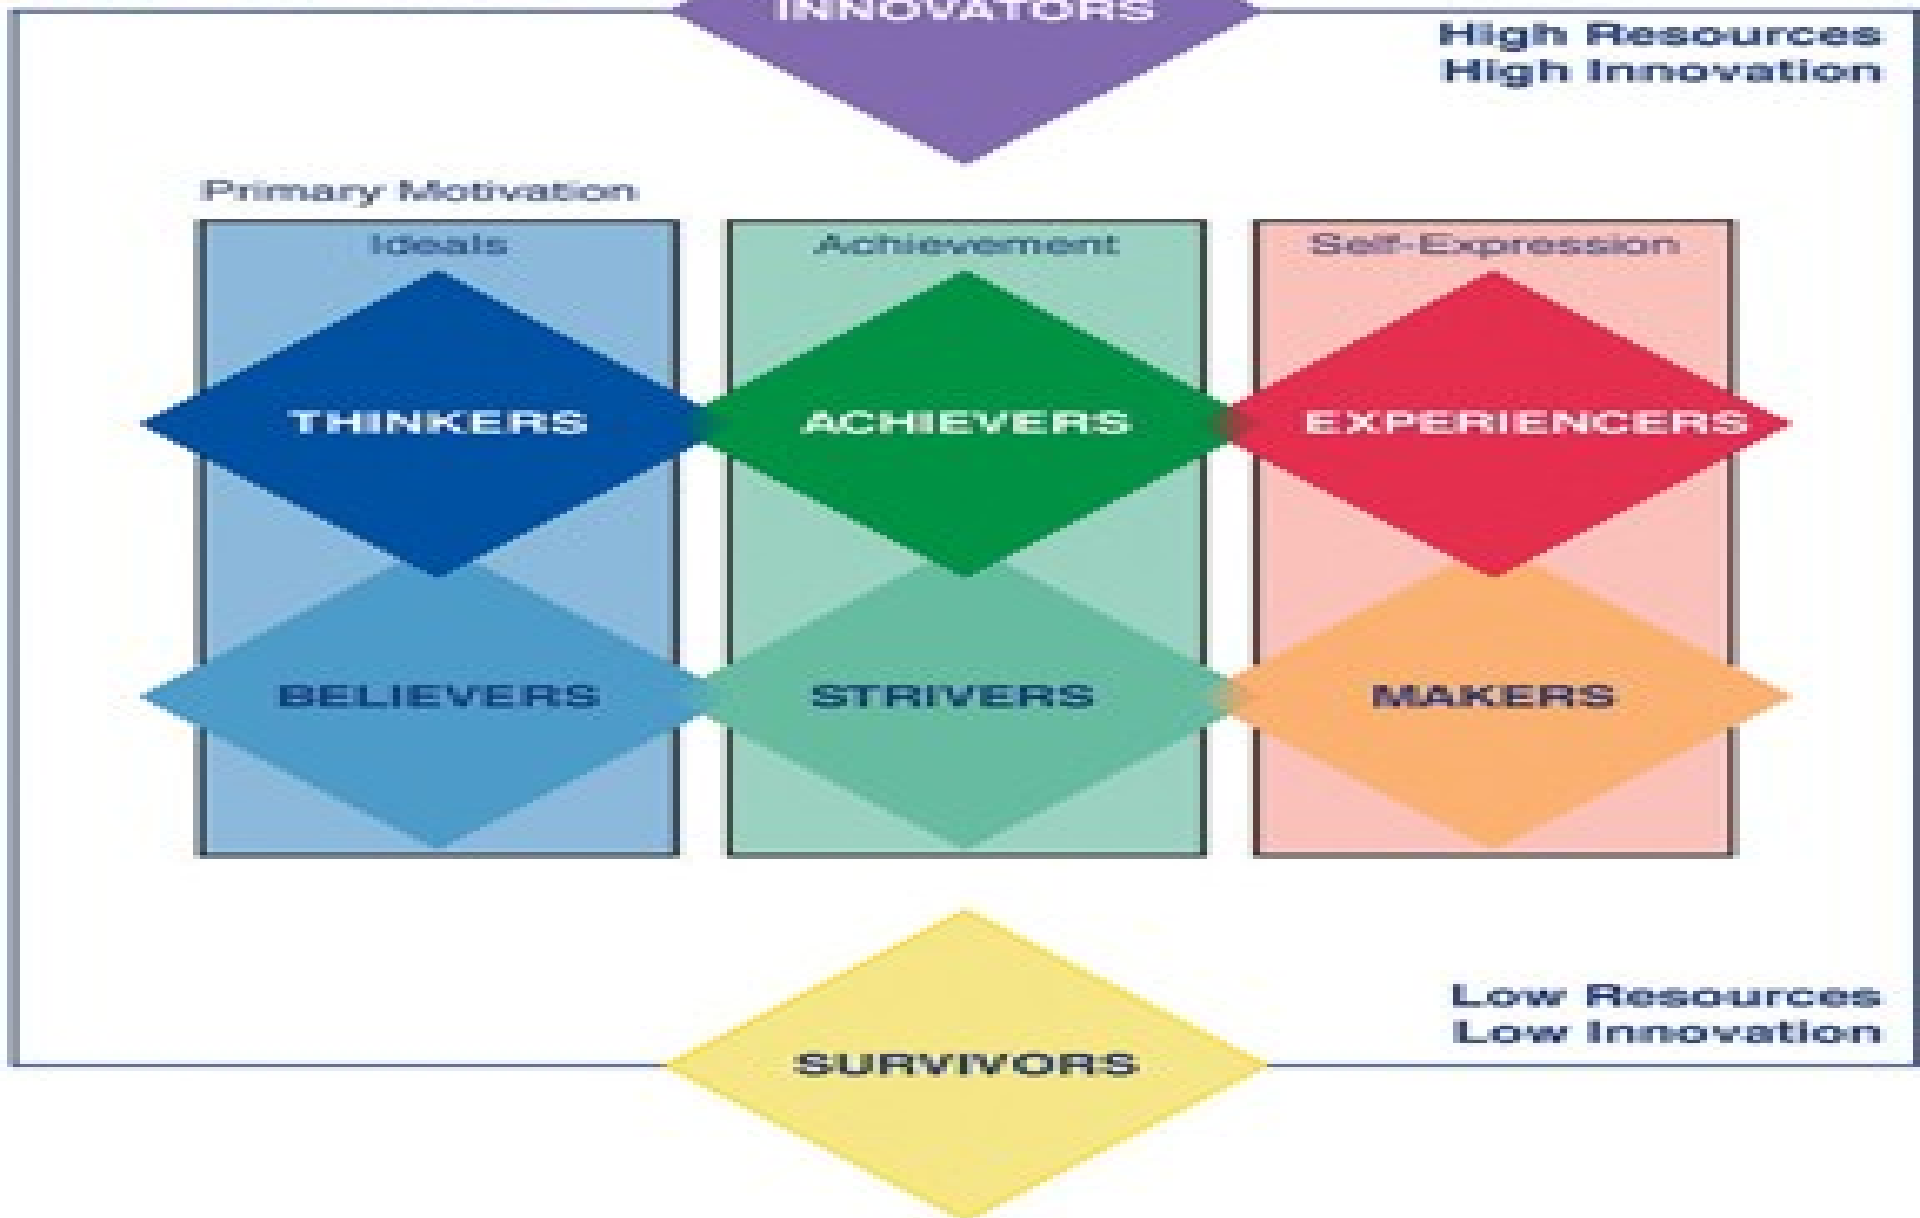 INNOVATORS
High Resources
High Innovation
Primary Motivation
Ideals
Achievement
Self-Expression
THINKERS
ACHIEVERS
EXPERIENCERS
BELIEVERS
STRIVERS
MAKERS
Low Resources
Low Innovation
SURVIVORS